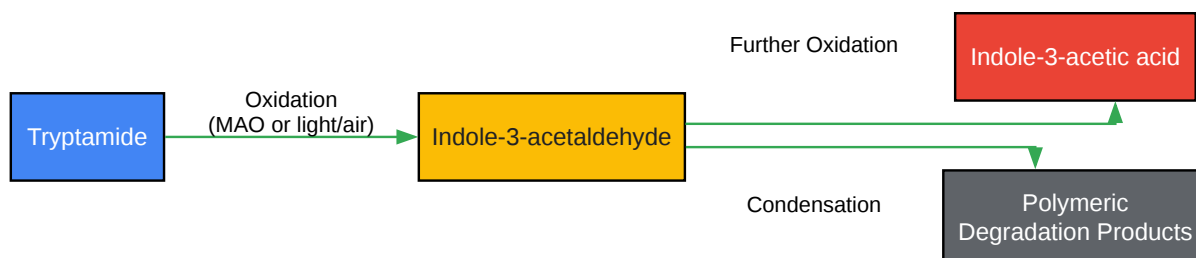 Tryptamide
Oxidation
(MAO or light/air)
Indole-3-acetaldehyde
Further Oxidation
Indole-3-acetic acid
Condensation
Polymeric
Degradation Products